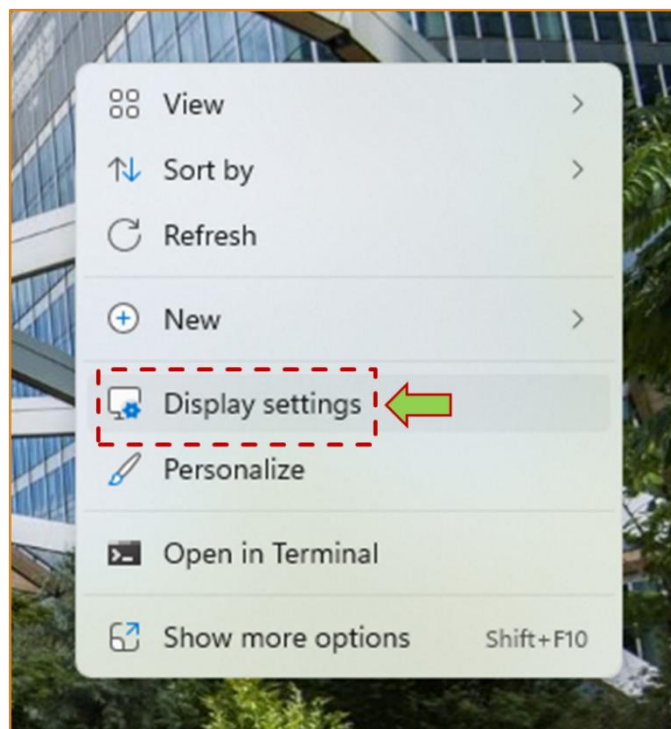 View
Sort by
Refresh
New
Display settings
Personalize
Open in Terminal
Show more options Shift+F10